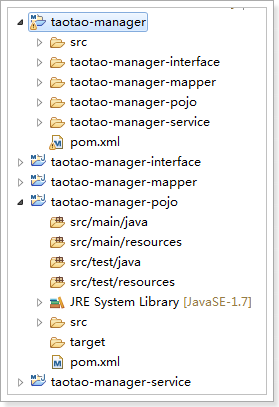 taotao-manager
src
taotao-manager-interface
taotao-manager-mapper
taotao-manager-pojo
taotao-manager-service
pom.xml
taotao-manager-interface
taotao-manager-mapper
taotao-manager-pojo
src/main/java
src/main/resources
src/test/java
src/test/resources
JRE System Library [JavaSE-1.7]
src
target
pom.xml
taotao-manager-service